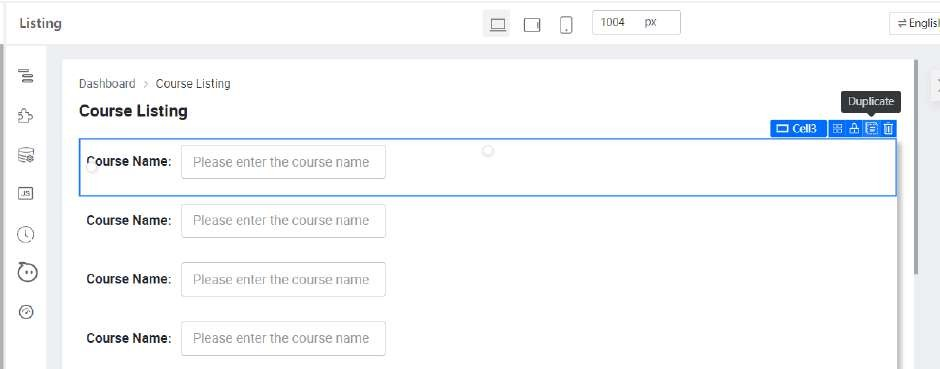 Listing
1004 px
⇌ English
Dashboard > Course Listing
Course Listing
Duplicate
Cell3
Course Name: Please enter the course name
JS
Course Name: Please enter the course name
Course Name: Please enter the course name
Course Name: Please enter the course name